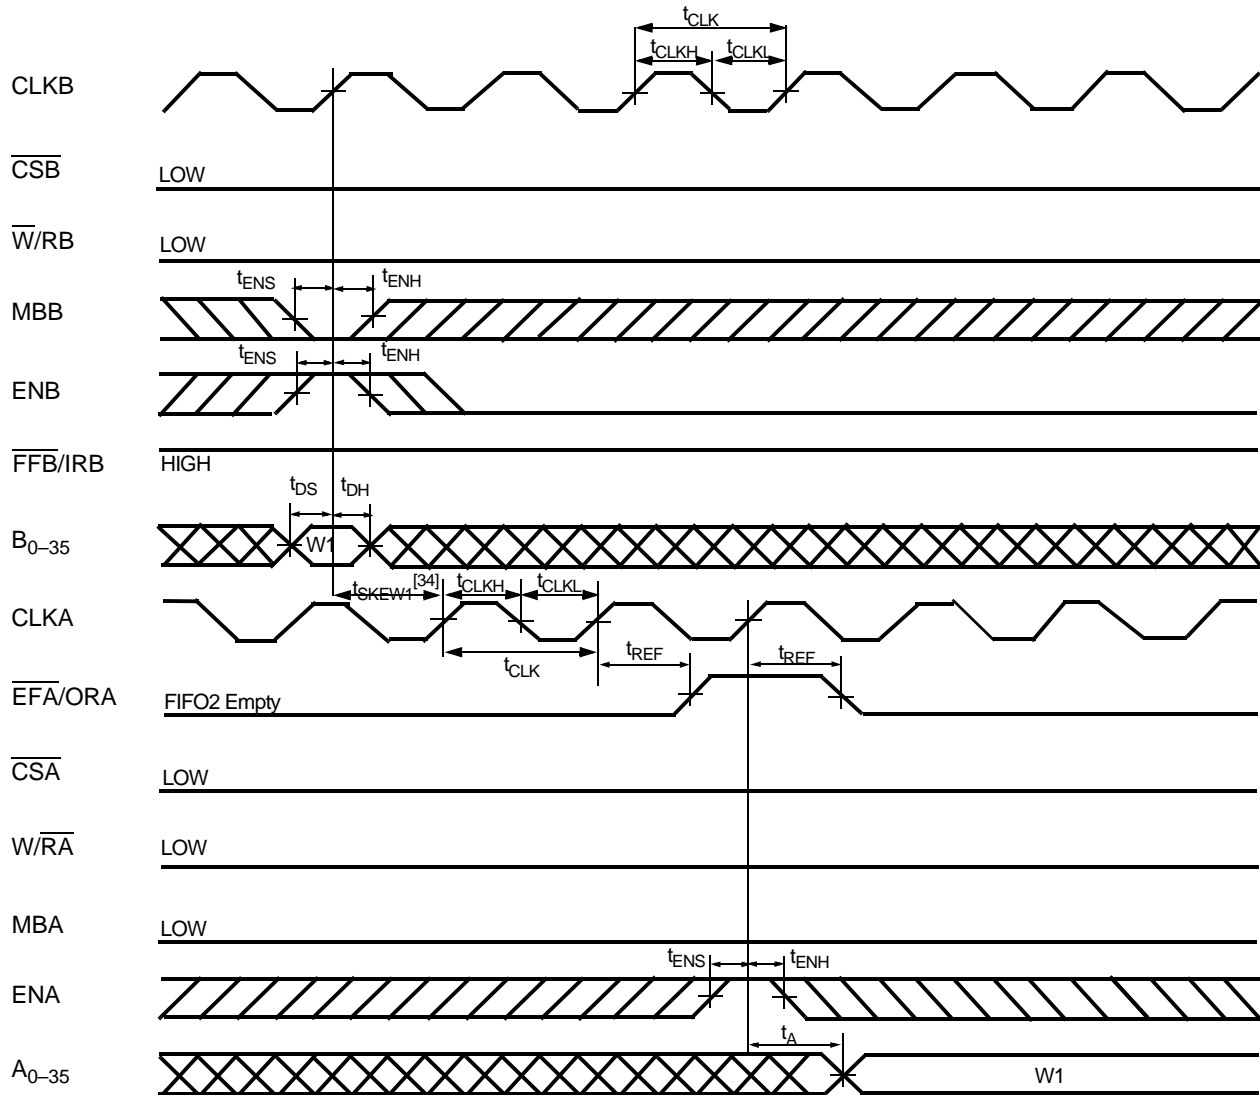 tCLK
tCLKH tCLKL
CLKB
CSB LOW
W/RB LOW
tENS tENH
MBB
tENS tENH
ENB
FFB/IRB HIGH
tDS tDH
B0–35 W1
tSKEW1[34] tCLKH tCLKL
CLKA
tCLK tREF tREF
EFA/ORA FIFO2 Empty
CSA LOW
W/RA LOW
MBA LOW
tENS tENH
ENA
tA
A0–35 W1